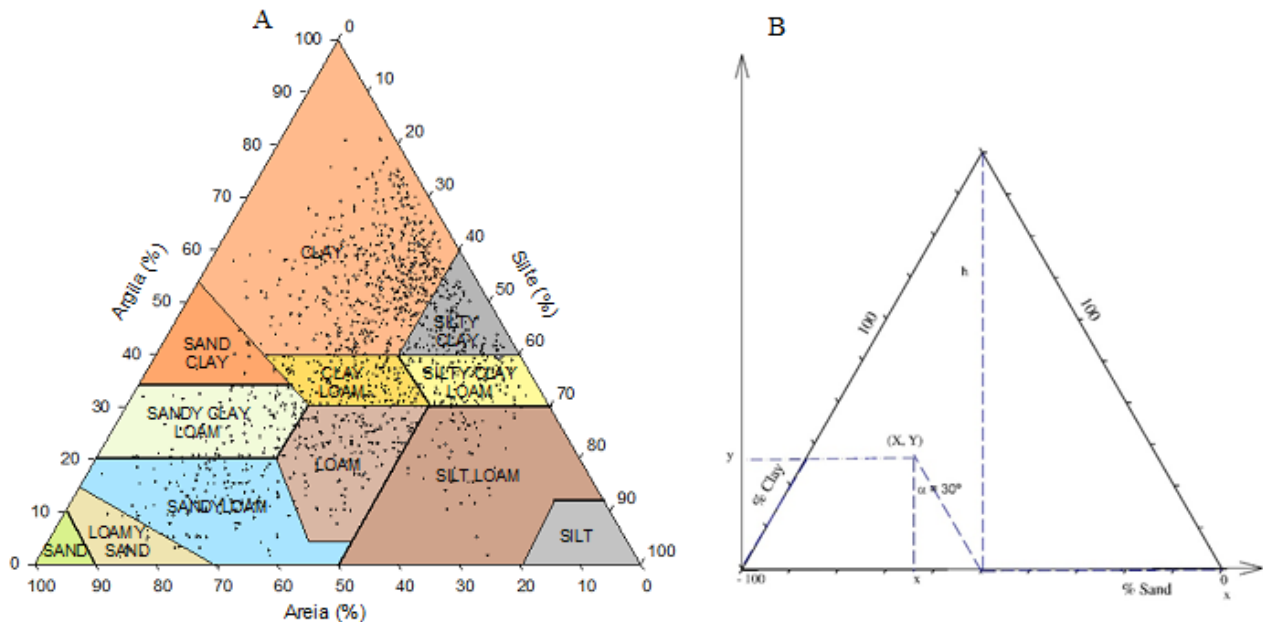 A
B
0
100
10
90
20
80
30
70
CLAY
60
40
Argila (%)
Silte (%)
50
50
SILTY
CLAY
60
SAND
CLAY
40
CLAY
LOAM
SILTY CLAY
LOAM
70
30
SANDY CLAY
LOAM
80
LOAM
SILT LOAM
20
SANDY LOAM
90
10
LOAMY
SAND
SAND
SILT
0
100
100
90
80
70
60
50
40
30
20
10
0
Areia (%)
h
100
100
(X, Y)
y
% Clay
α = 30º
- 100
x
% Sand
0
x